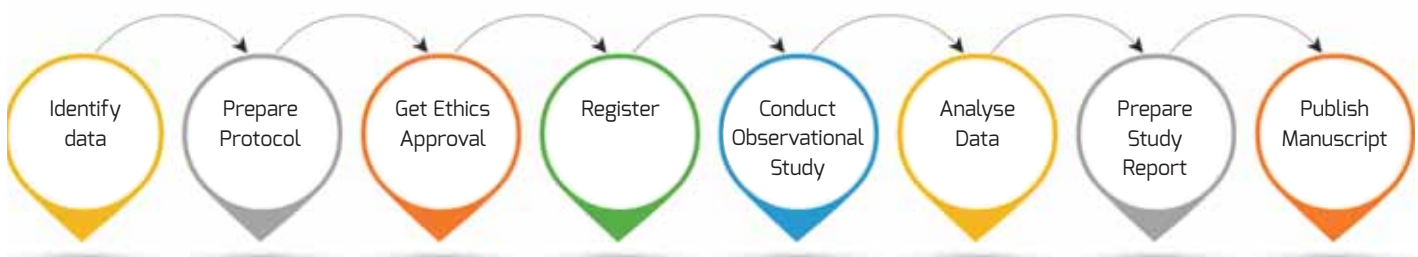 Identify
data
Prepare
Protocol
Get Ethics
Approval
Register
Conduct
Observational
Study
Analyse
Data
Prepare
Study
Report
Publish
Manuscript